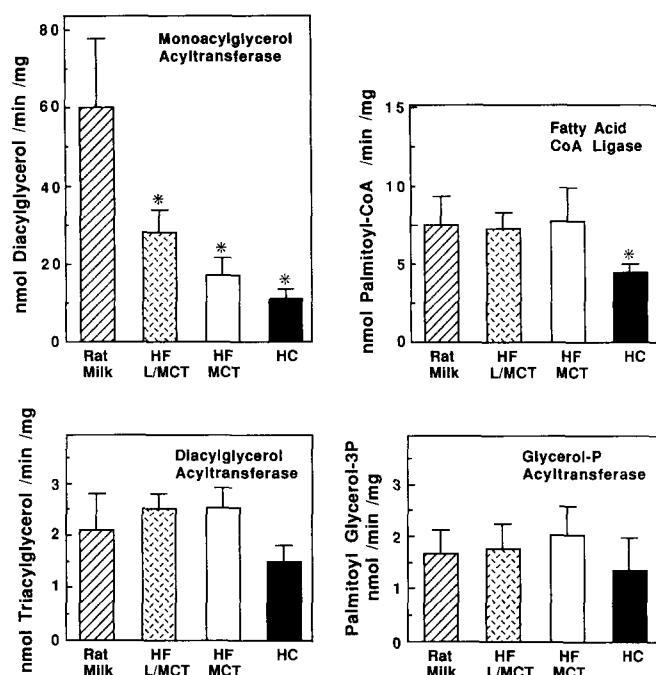 Monoacylglycerol
Acyltransferase
nmol Diacylglycerol /min /mg
80
60
40
20
0
*
*
*
Rat
Milk
HF
L/MCT
HF
MCT
HC
Fatty Acid
CoA Ligase
nmol Palmitoyl-CoA /min /mg
15
10
5
0
*
Rat
Milk
HF
L/MCT
HF
MCT
HC
Diacylglycerol
Acyltransferase
nmol Triacylglycerol /min /mg
3
2
1
0
Rat
Milk
HF
L/MCT
HF
MCT
HC
Glycerol-P
Acyltransferase
Palmitoyl Glycerol-3P
nmol /min /mg
3
2
1
0
Rat
Milk
HF
L/MCT
HF
MCT
HC